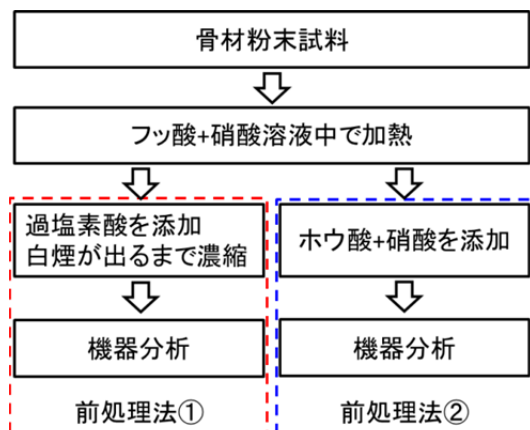 骨材粉末試料
フッ酸+硝酸溶液中で加熱
過塩素酸を添加
白煙が出るまで濃縮
機器分析
前処理法①
ホウ酸+硝酸を添加
機器分析
前処理法②